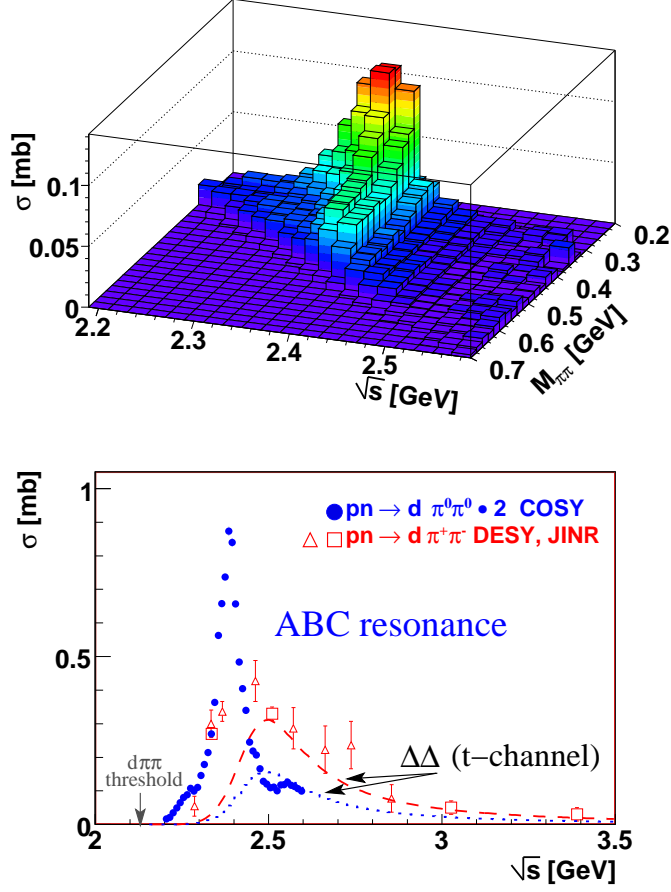 σ [mb]
0.1
0.05
0
2.2
2.3
2.4
2.5
√s [GeV]
0.2
0.3
0.4
0.5
0.6
0.7
Mππ [GeV]
σ [mb]
1
0.5
0
pn → d π⁰π⁰ • 2 COSY
pn → d π⁺π⁻ DESY, JINR
ABC resonance
ΔΔ (t−channel)
dππ
threshold
2
2.5
3
3.5
√s [GeV]